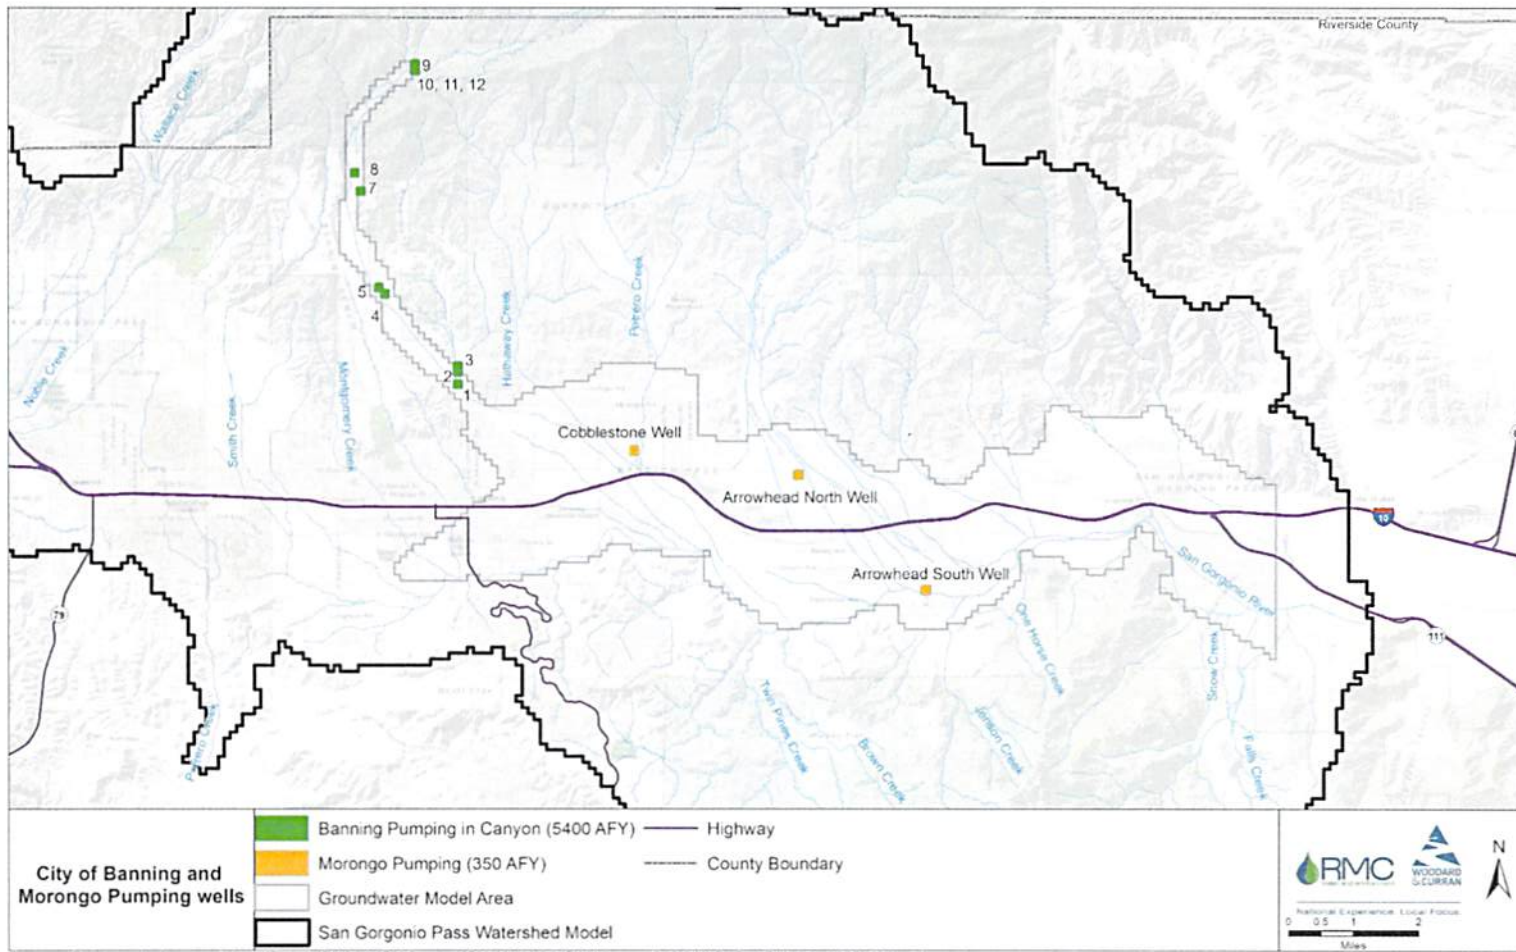 Riverside County
9
10, 11, 12
Wallace Creek
8
7
5
4
Hathaway Creek
Potrero Creek
3
2
1
Noble Creek
Smith Creek
Montgomery Creek
Cobblestone Well
Arrowhead North Well
10
Arrowhead South Well
San Gorgonio River
79
111
One Horse Creek
Snow Creek
Twin Pines Creek
Jenson Creek
Brown Creek
Falls Creek
Potrero Creek
City of Banning and
Morongo Pumping wells
Banning Pumping in Canyon (5400 AFY)
Morongo Pumping (350 AFY)
Groundwater Model Area
San Gorgonio Pass Watershed Model
Highway
County Boundary
RMC
WOODARD
& CURRAN
National Experience. Local Focus.
N
0 0.5 1 2
Miles